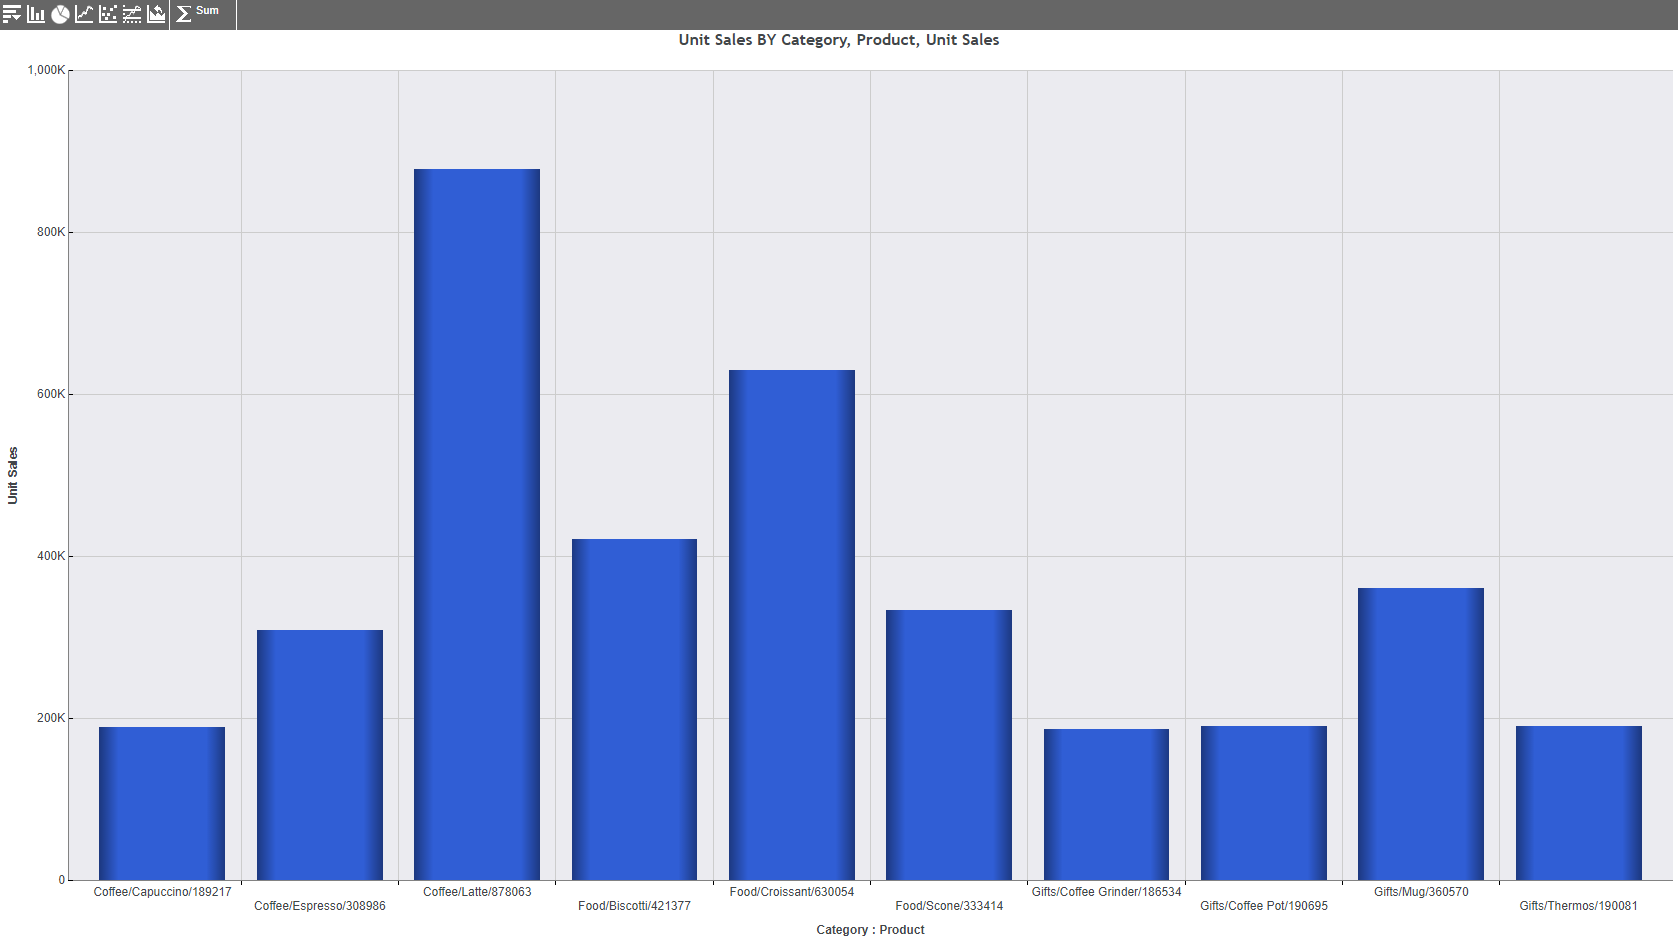 Sum
Unit Sales BY Category, Product, Unit Sales
1,000K
800K
600K
400K
200K
0
Unit Sales
Coffee/Capuccino/189217
Coffee/Espresso/308986
Coffee/Latte/878063
Food/Biscotti/421377
Food/Croissant/630054
Food/Scone/333414
Gifts/Coffee Grinder/186534
Gifts/Coffee Pot/190695
Gifts/Mug/360570
Gifts/Thermos/190081
Category : Product